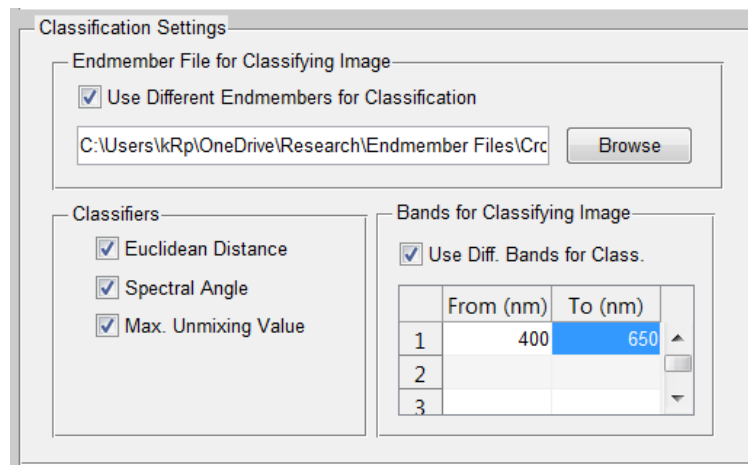 Classification Settings
Endmember File for Classifying Image
Use Different Endmembers for Classification
C:\Users\kRp\OneDrive\Research\Endmember Files\Crc
Browse
Classifiers
Euclidean Distance
Spectral Angle
Max. Unmixing Value
Bands for Classifying Image
Use Diff. Bands for Class.
From (nm) To (nm)
1 400 650
2
3